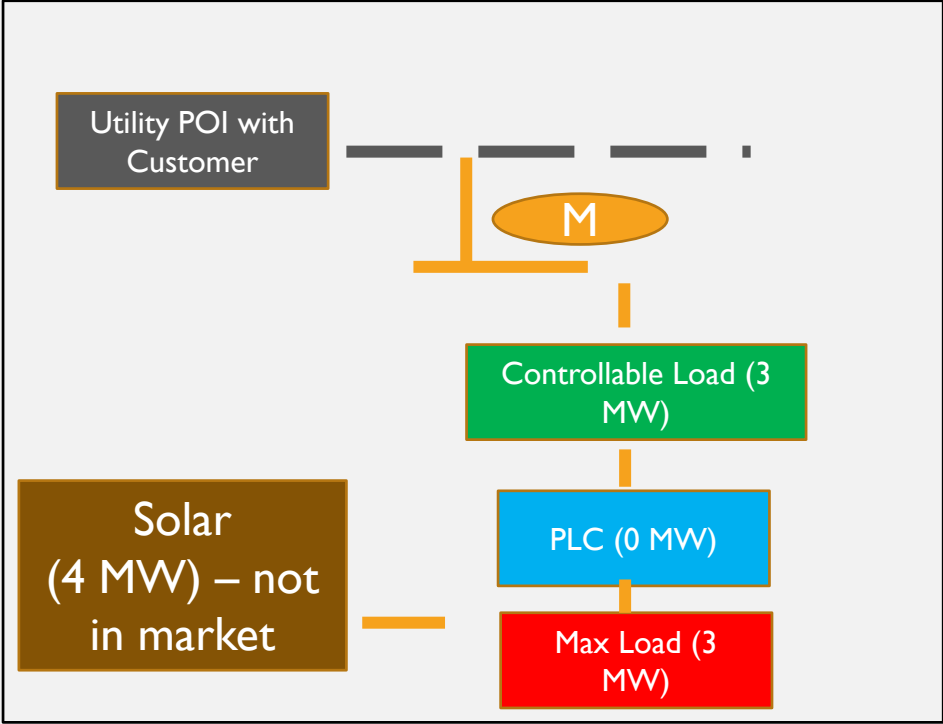 Utility POI with
Customer
M
Controllable Load (3
MW)
Solar
(4 MW) – not
in market
PLC (0 MW)
Max Load (3
MW)